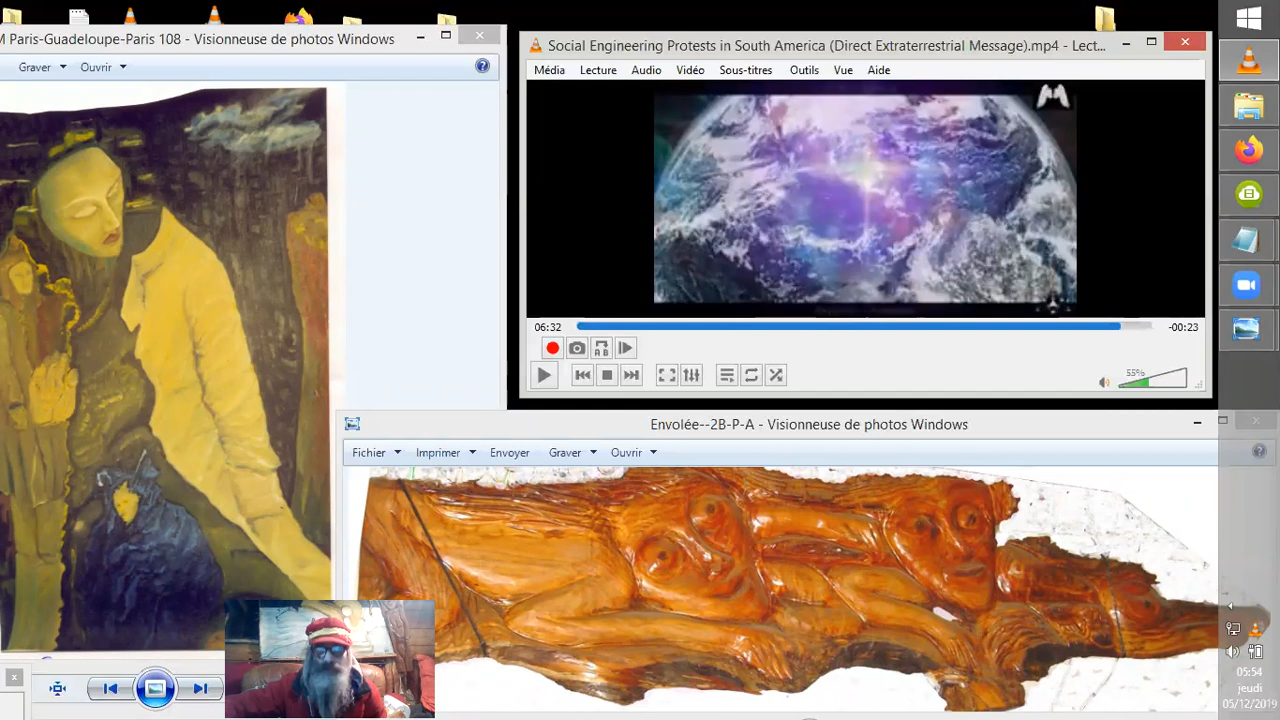 M Paris-Guadeloupe-Paris 108 - Visionneuse de photos Windows
Graver Ouvrir
Social Engineering Protests in South America (Direct Extraterrestrial Message).mp4 - Lect...
Média Lecture Audio Vidéo Sous-titres Outils Vue Aide
06:32 -00:23
55%
Envolée--2B-P-A - Visionneuse de photos Windows
Fichier Imprimer Envoyer Graver Ouvrir
05:54
jeudi
05/12/2019